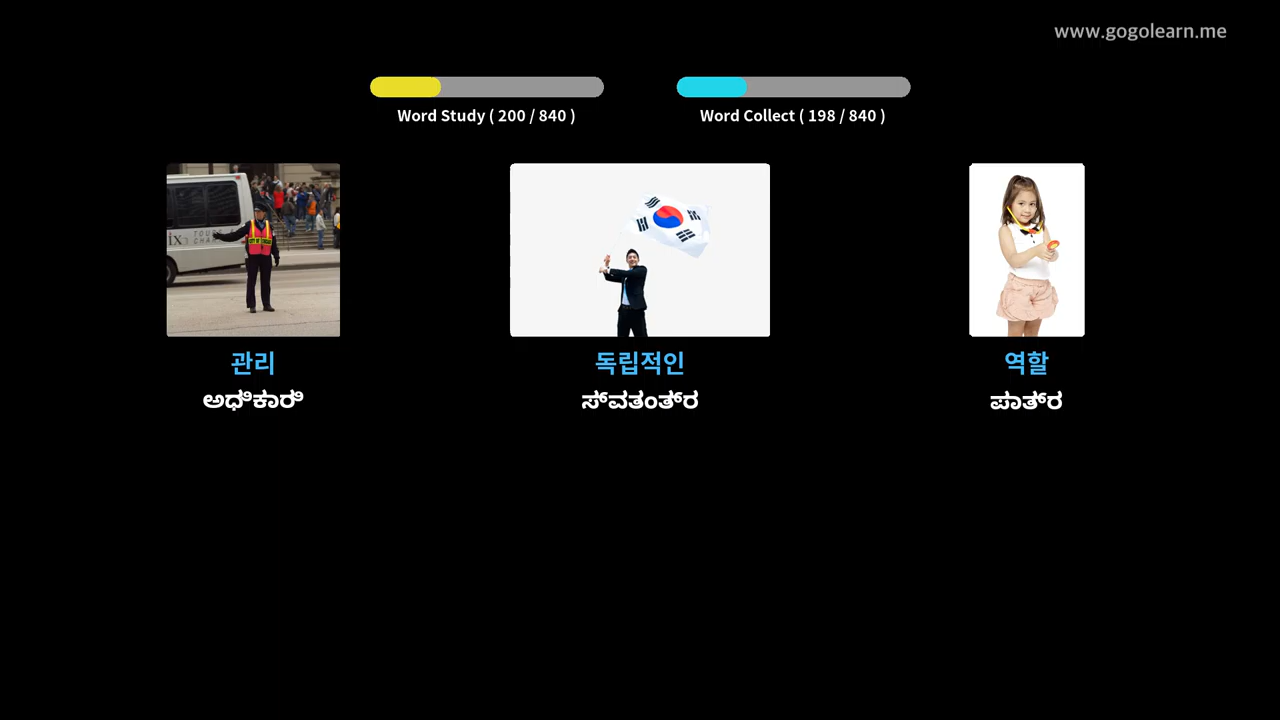 www.gogolearn.me
Word Study ( 200 / 840 )
Word Collect ( 198 / 840 )
관리
독립적인
역할
ಅಧಿಕಾರಿ
ಸ್ವತಂತ್ರ
ಪಾತ್ರ